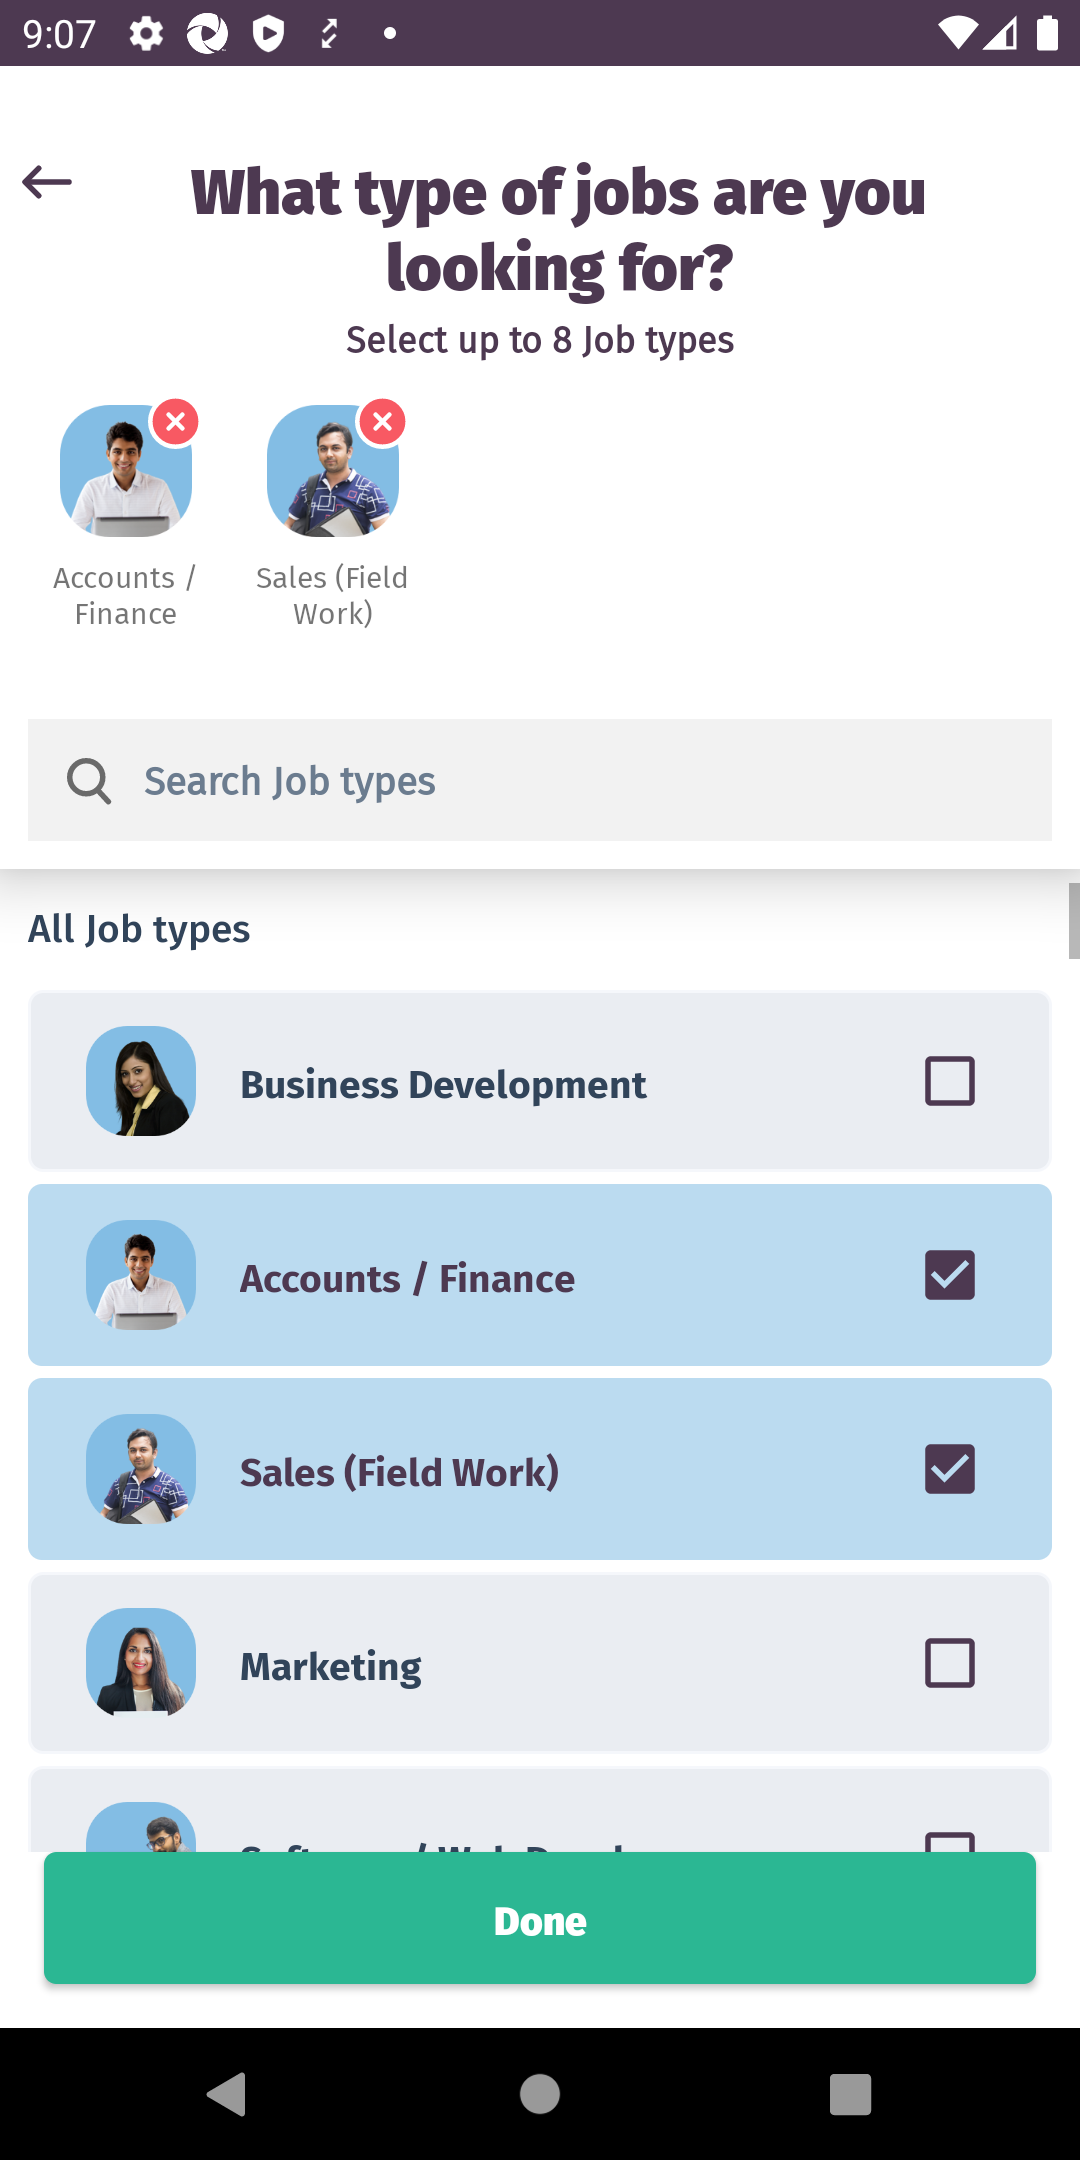 9:07
What type of jobs are you
looking for?
Select up to 8 Job types
Accounts /
Finance
Sales (Field
Work)
Search Job types
All Job types
Business Development
Accounts / Finance
Sales (Field Work)
Marketing
Done